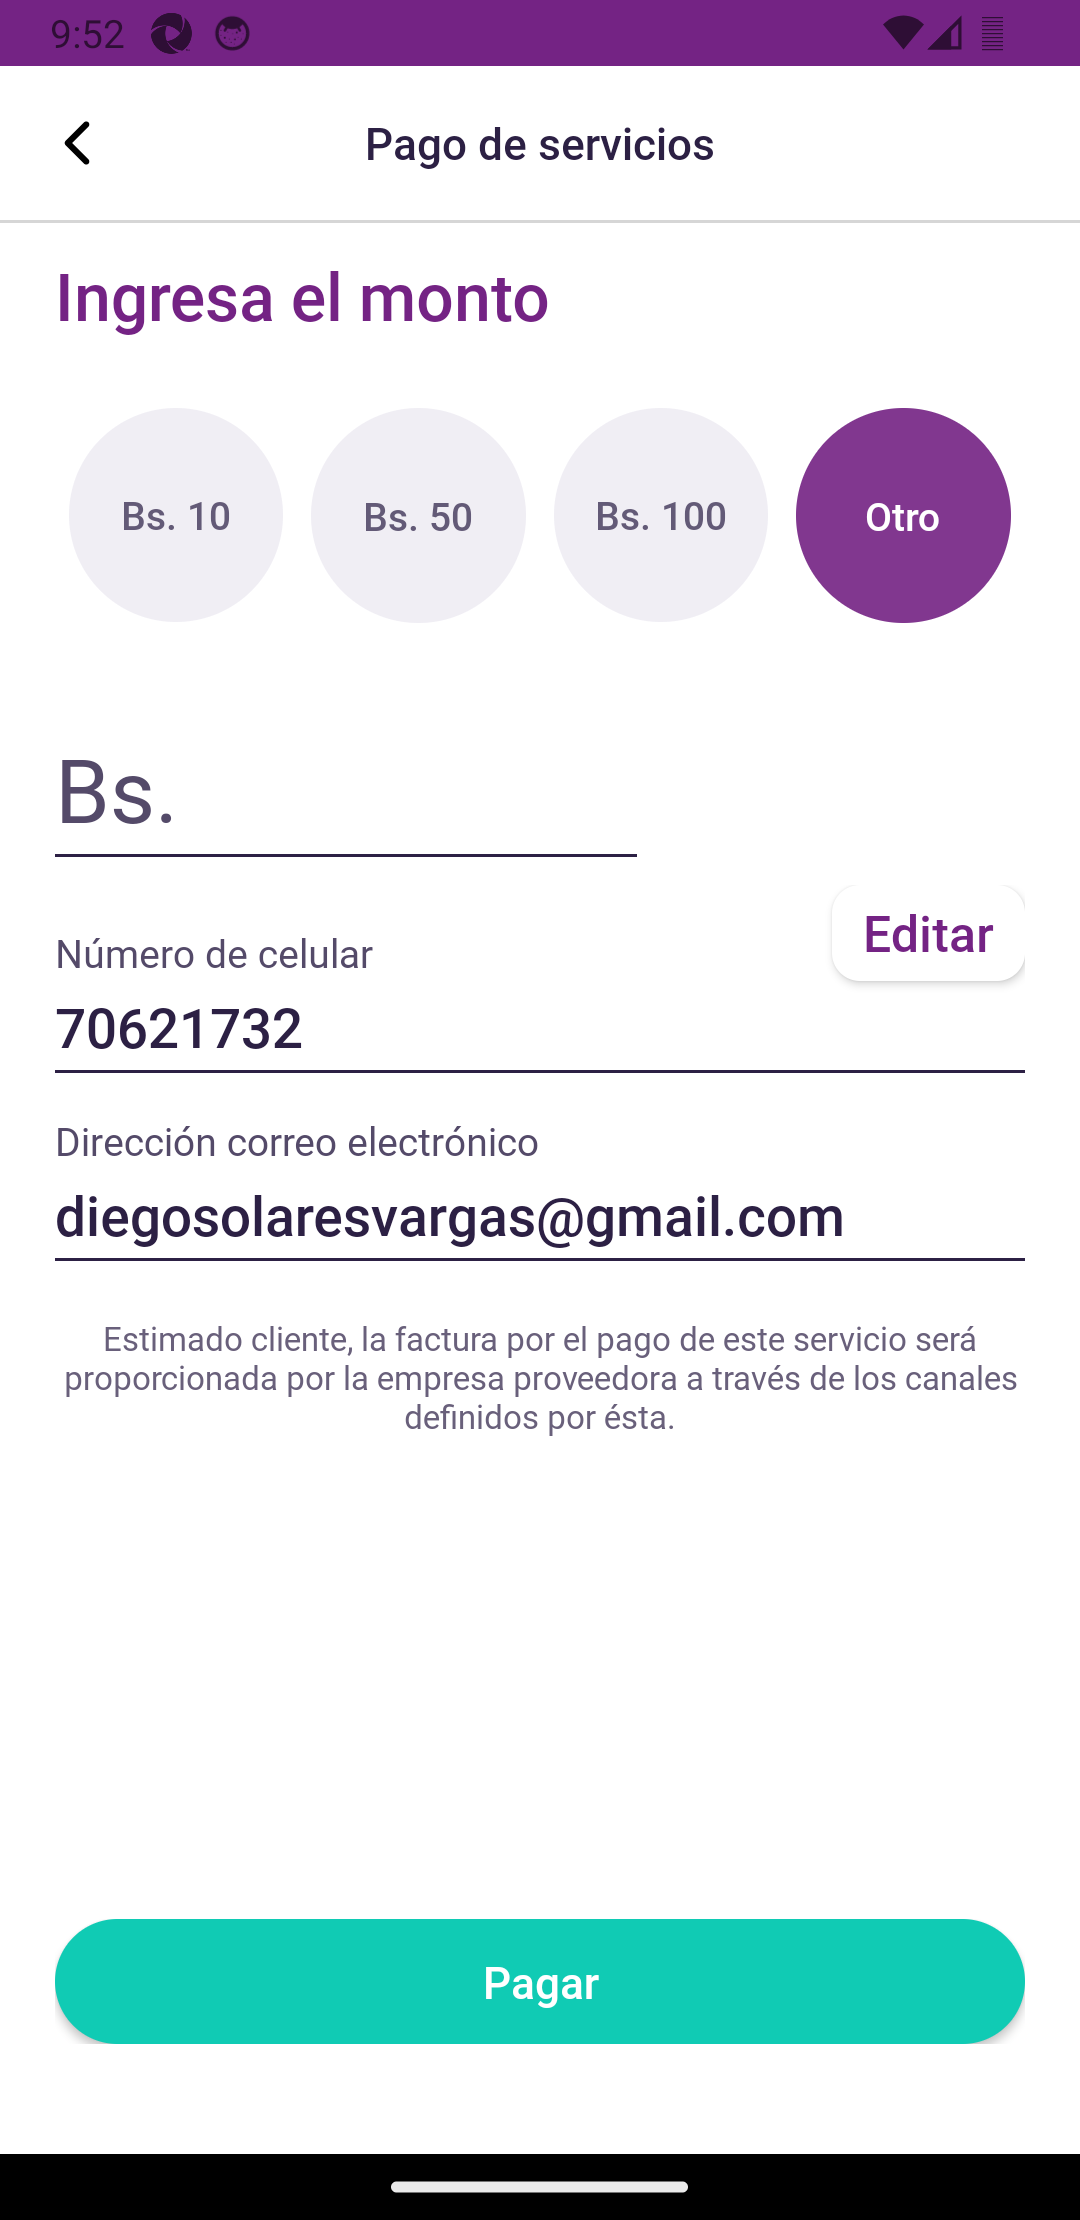 9:52
Pago de servicios
Ingresa el monto
Bs. 10
Bs. 50
Bs. 100
Otro
Bs.
Editar
Número de celular
70621732
Dirección correo electrónico
diegosolaresvargas@gmail.com
Estimado cliente, la factura por el pago de este servicio será
proporcionada por la empresa proveedora a través de los canales
definidos por ésta.
Pagar